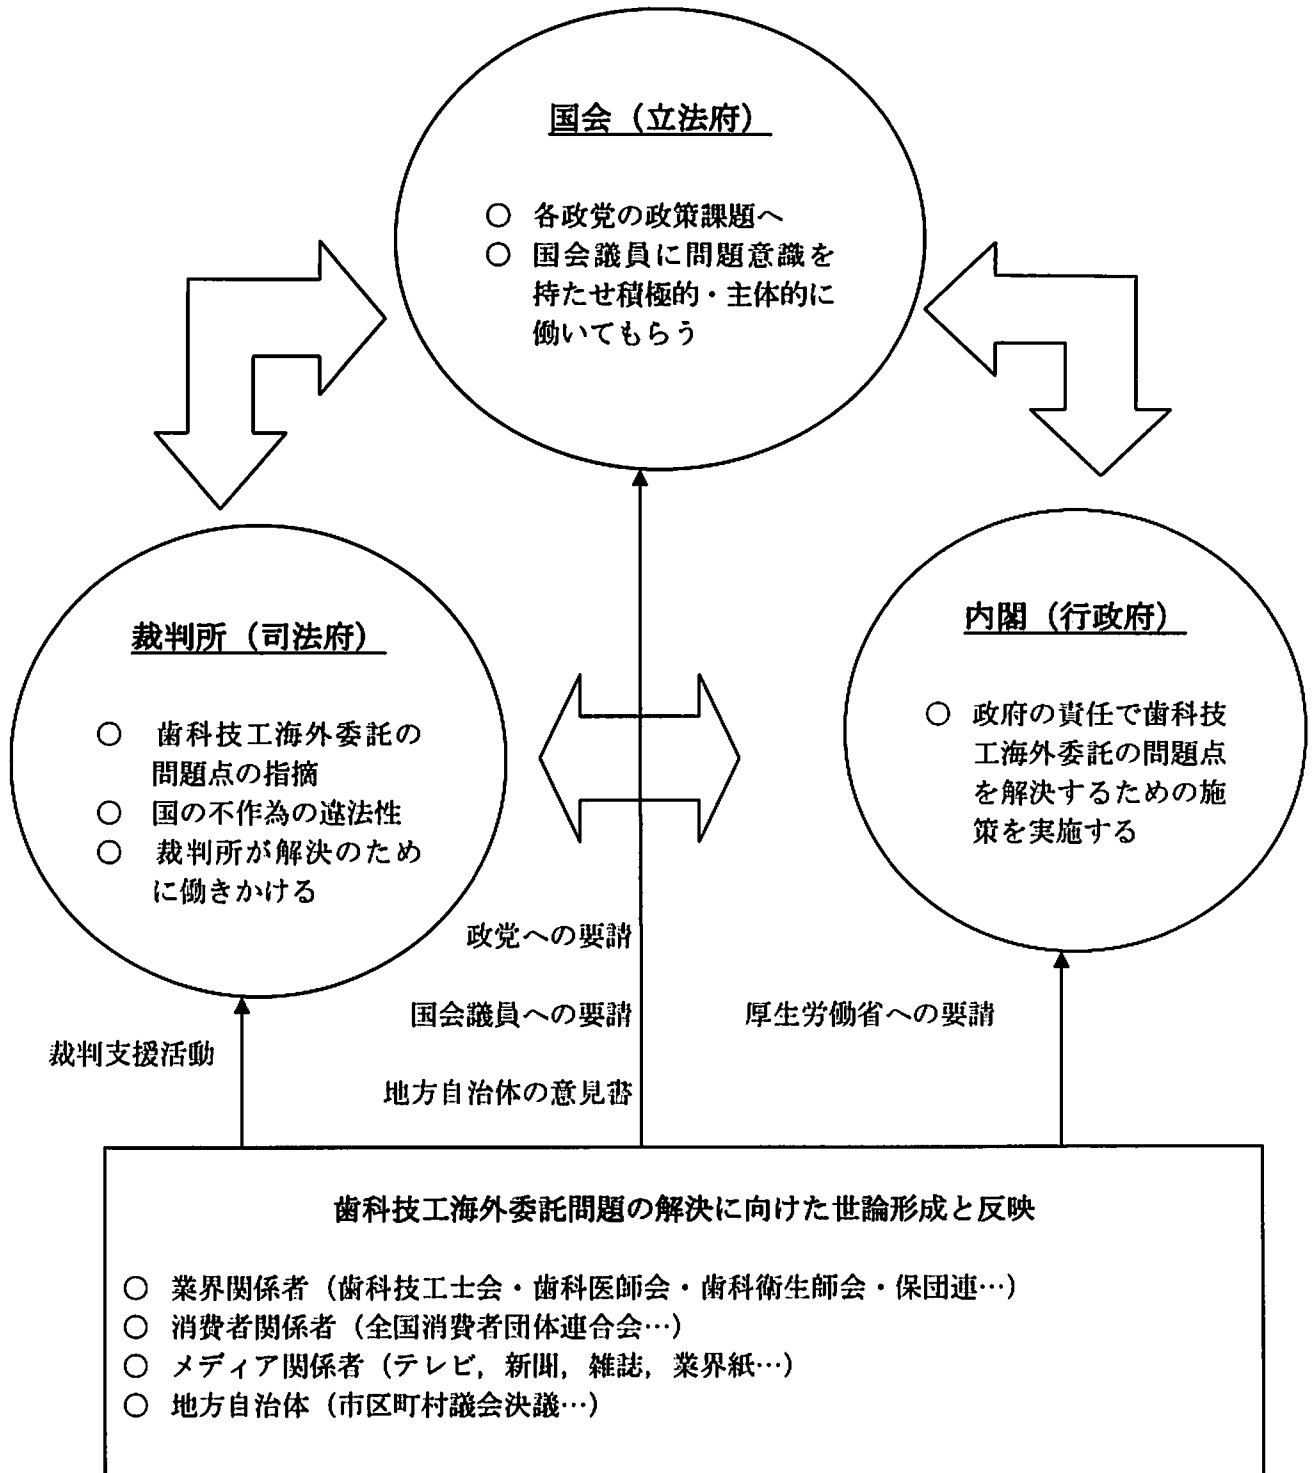 国会（立法府）
○ 各政党の政策課題へ
○ 国会議員に問題意識を
持たせ積極的・主体的に
働いてもらう
裁判所（司法府）
○ 歯科技工海外委託の
問題点の指摘
○ 国の不作為の違法性
○ 裁判所が解決のため
に働きかける
内閣（行政府）
○ 政府の責任で歯科技
工海外委託の問題点
を解決するための施
策を実施する
政党への要請
国会議員への要請
地方自治体の意見書
厚生労働省への要請
裁判支援活動
歯科技工海外委託問題の解決に向けた世論形成と反映
○ 業界関係者（歯科技工士会・歯科医師会・歯科衛生師会・保団連…）
○ 消費者関係者（全国消費者団体連合会…）
○ メディア関係者（テレビ，新聞，雑誌，業界紙…）
○ 地方自治体（市区町村議会決議…）